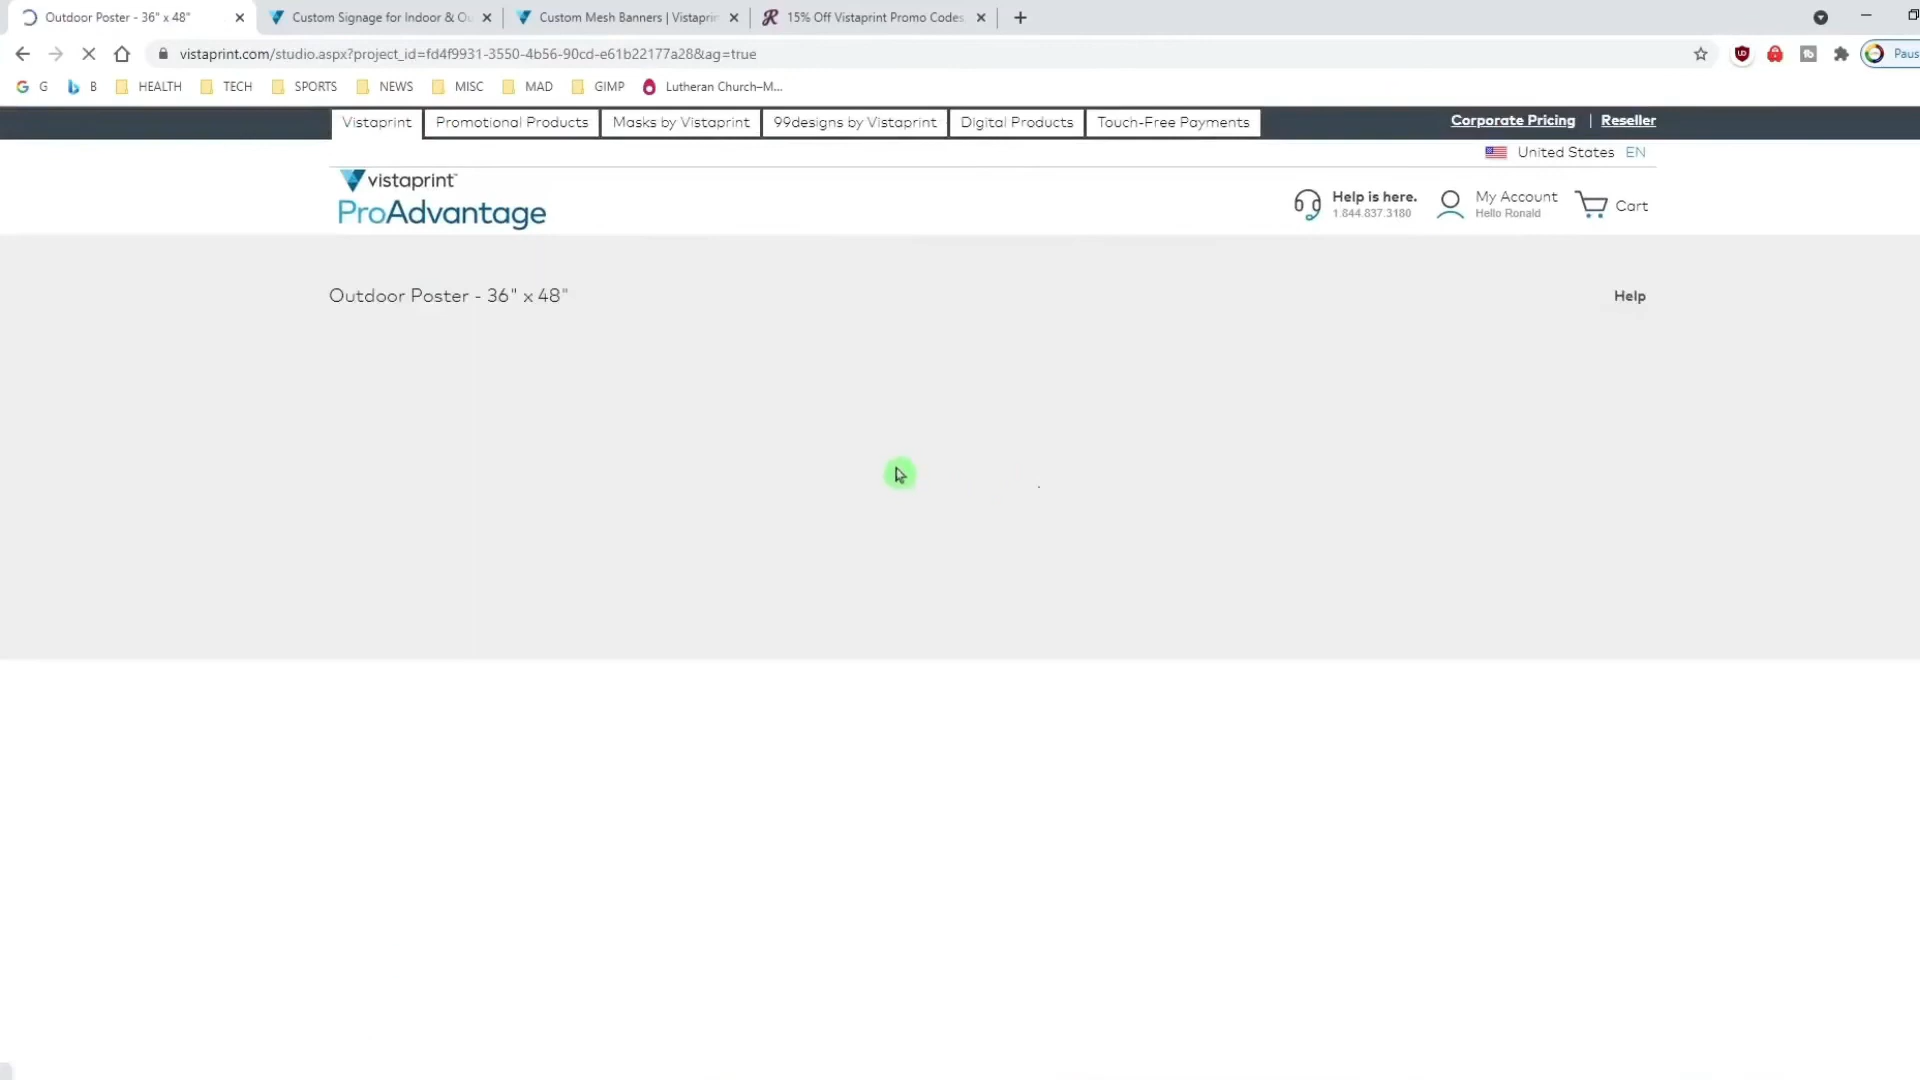 Outdoor Poster - 36" x 48"
Custom Signage for Indoor & Ou
Custom Mesh Banners | Vistaprin
15% Off Vistaprint Promo Codes,
vistaprint.com/studio.aspx?project_id=fd4f9931-3550-4b56-90cd-e61b22177a28&ag=true
Paus
G
B
HEALTH
TECH
SPORTS
NEWS
MISC
MAD
GIMP
Lutheran Church–M...
Vistaprint
Promotional Products
Masks by Vistaprint
99designs by Vistaprint
Digital Products
Touch-Free Payments
Corporate Pricing | Reseller
United States EN
vistaprint
ProAdvantage
Help is here.
1.844.837.3180
My Account
Hello Ronald
Cart
Outdoor Poster - 36" x 48"
Help